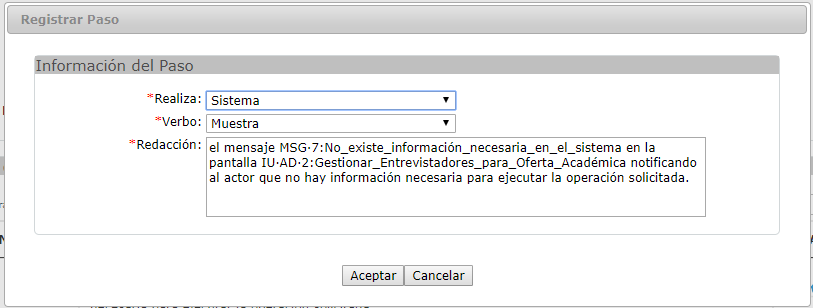 Registrar Paso
Información del Paso
*Realiza: Sistema
*Verbo: Muestra
*Redacción: el mensaje MSG·7:No_existe_información_necesaria_en_el_sistema en la
pantalla IU·AD·2:Gestionar_Entrevistadores_para_Oferta_Académica notificando
al actor que no hay información necesaria para ejecutar la operación solicitada.
Aceptar Cancelar